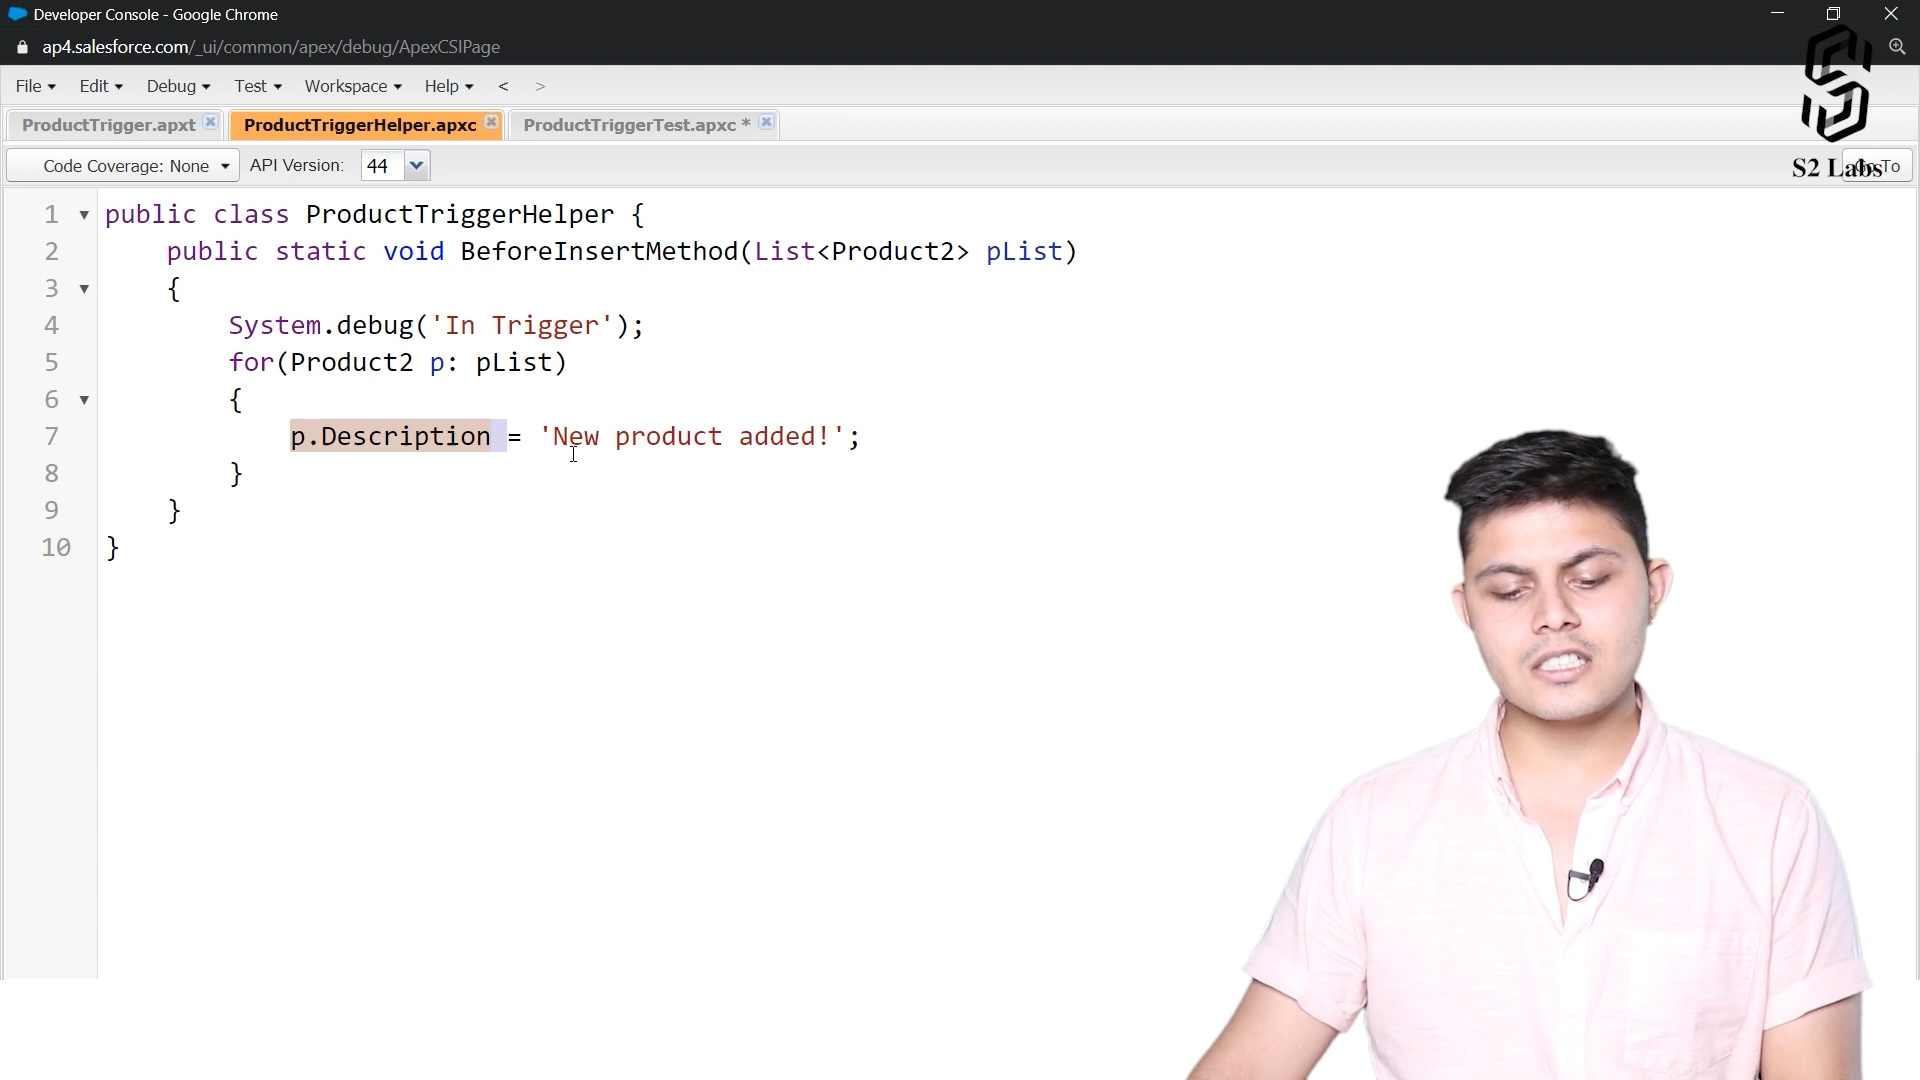 Developer Console - Google Chrome
ap4.salesforce.com/_ui/common/apex/debug/ApexCSIPage
File Edit Debug Test Workspace Help < >
ProductTrigger.apxt ProductTriggerHelper.apxc ProductTriggerTest.apxc *
Code Coverage: None API Version: 44 Go To
S2 Labs
1 public class ProductTriggerHelper {
2 public static void BeforeInsertMethod(List<Product2> pList)
3 {
4 System.debug('In Trigger');
5 for(Product2 p: pList)
6 {
7 p.Description = 'New product added!';
8 }
9 }
10 }